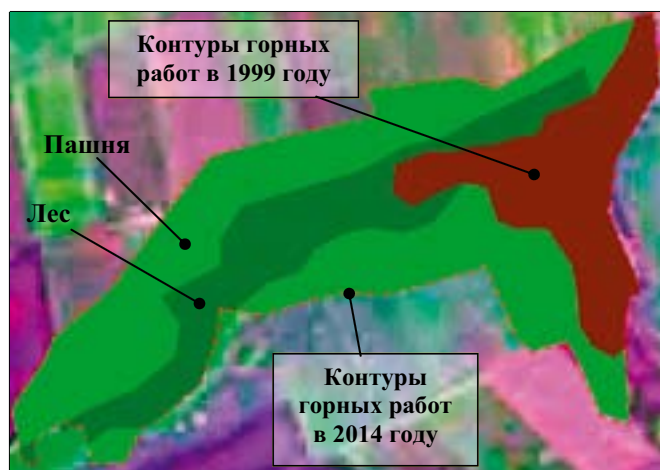 Контуры горных
работ в 1999 году
Пашня
Лес
Контуры
горных работ
в 2014 году